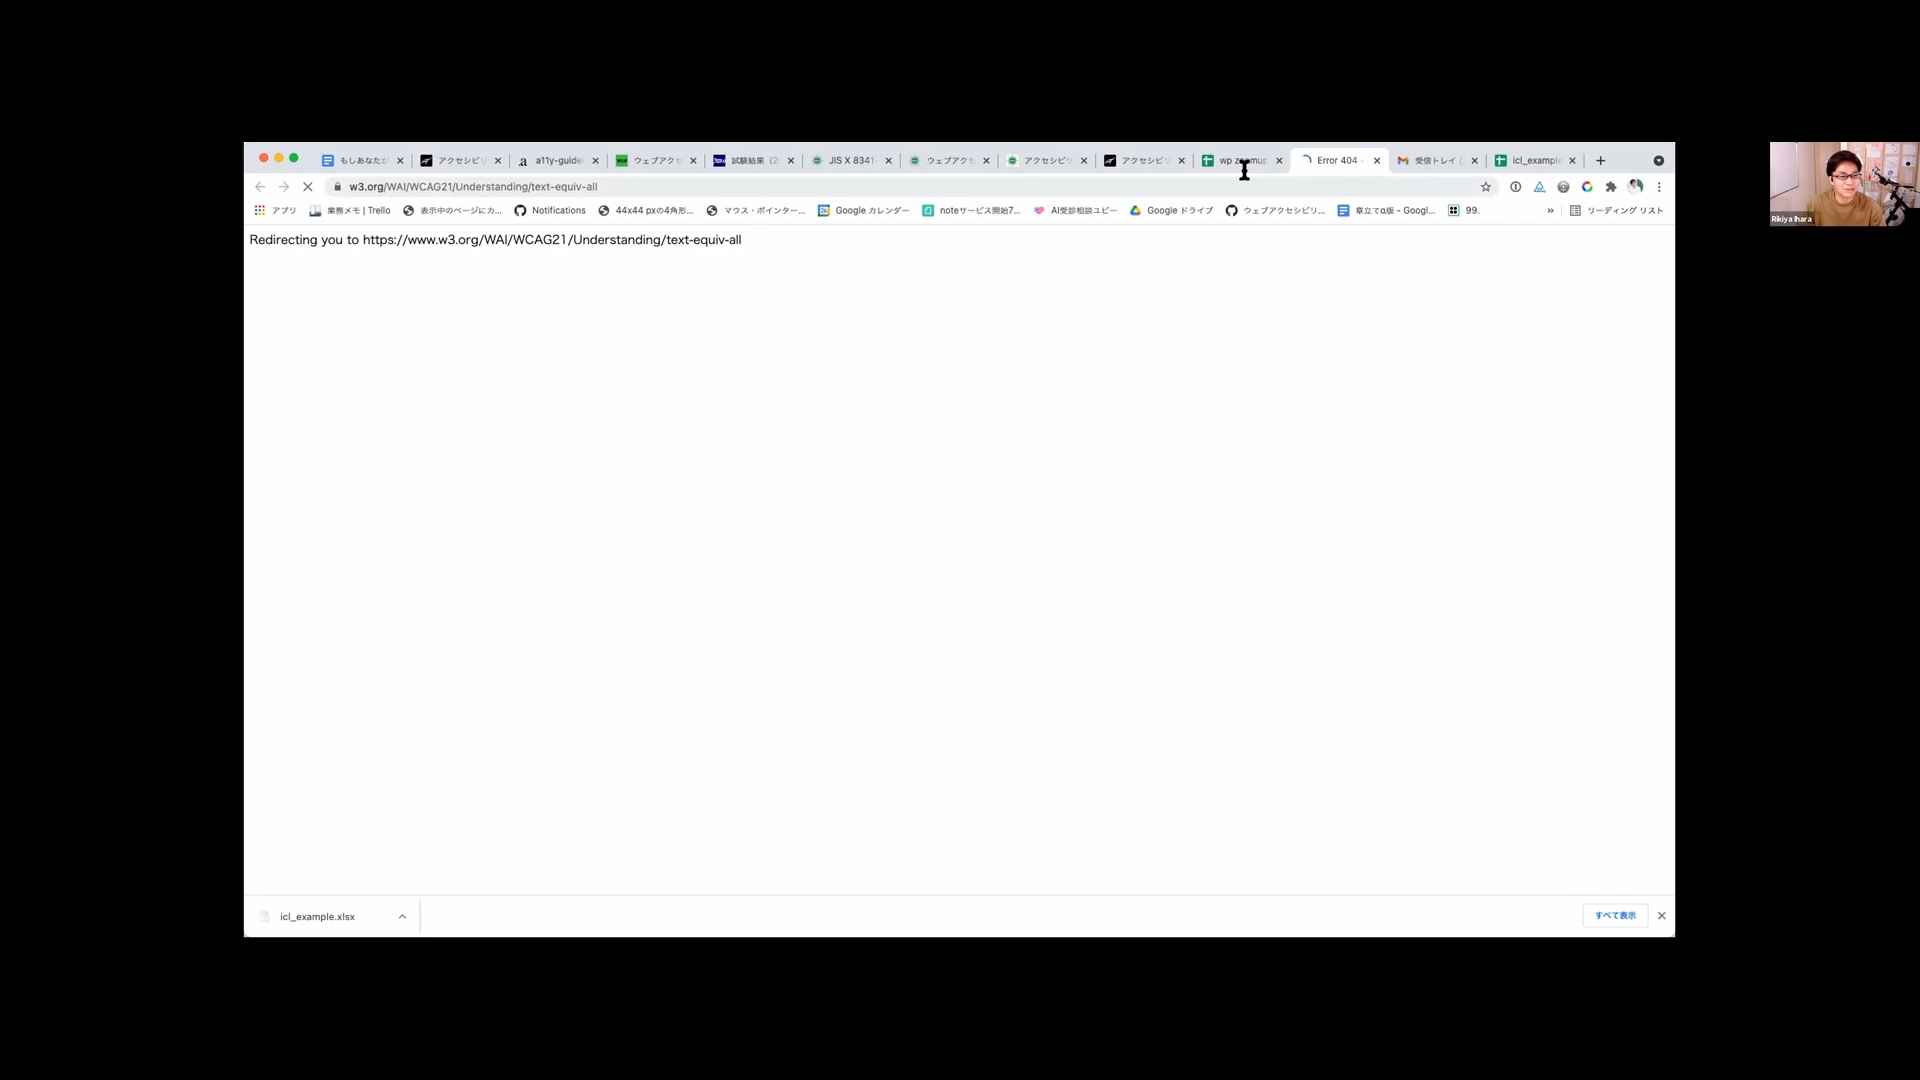 もしあなたが
アクセシビリ
a11y-guide
ウェブアクセ
試験結果（2
JIS X 8341-
ウェブアクセ
アクセシビリ
アクセシビリ
wp zoomup
Error 404 -
受信トレイ
icl_example
w3.org/WAI/WCAG21/Understanding/text-equiv-all
アプリ
業務メモ | Trello
表示中のページにカ...
Notifications
44x44 pxの4角形...
マウス・ポインター...
Google カレンダー
noteサービス開始7...
AI受診相談ユビー
Google ドライブ
ウェブアクセシビリ...
章立てα版 - Googl...
99.
»
リーディング リスト
Redirecting you to https://www.w3.org/WAI/WCAG21/Understanding/text-equiv-all
Rikiya Ihara
icl_example.xlsx
すべて表示